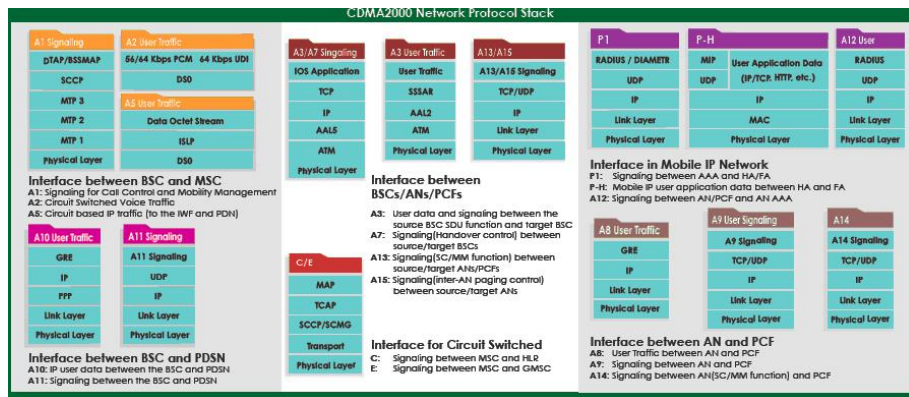 CDMA2000 Network Protocol Stack
A1 Signaling
DTAP/BSSMAP
SCCP
MTP 3
MTP 2
MTP 1
Physical Layer
A2 User Traffic
56/64 Kbps PCM 64 Kbps UDI
DS0
A5 User Traffic
Data Octet Stream
ISLP
DS0
Interface between BSC and MSC
A1: Signaling for Call Control and Mobility Management
A2: Circuit Switched Voice Traffic
A5: Circuit based IP traffic (to the IWF and PDN)
A10 User Traffic
GRE
IP
PPP
Link Layer
Physical Layer
A11 Signaling
A11 Signaling
UDP
IP
Link Layer
Physical Layer
Interface between BSC and PDSN
A10: IP user data between the BSC and PDSN
A11: Signaling between the BSC and PDSN
A3/A7 Singaling
IOS Application
TCP
IP
AAL5
ATM
Physical Layer
A3 User Traffic
User Traffic
SSSAR
AAL2
ATM
Physical Layer
A13/A15
A13/A15 Signaling
TCP/UDP
IP
Link Layer
Physical Layer
Interface between
BSCs/ANs/PCFs
A3: User data and signaling between the
source BSC SDU function and target BSC
A7: Signaling(Handover control) between
source/target BSCs
A13: Signaling(SC/MM function) between
source/target ANs/PCFs
A15: Signaling(inter-AN paging control)
between source/target ANs
C/E
MAP
TCAP
SCCP/SCMG
Transport
Physical Layer
Interface for Circuit Switched
C: Signaling between MSC and HLR
E: Signaling between MSC and GMSC
P1
RADIUS / DIAMETR
UDP
IP
Link Layer
Physical Layer
P-H
MIP
UDP
User Application Data
(IP/TCP, HTTP, etc.)
IP
MAC
Physical Layer
A12 User
RADIUS
UDP
IP
Link Layer
Physical Layer
Interface in Mobile IP Network
P1: Signaling between AAA and HA/FA
P-H: Mobile IP user application data between HA and FA
A12: Signaling between AN/PCF and AN AAA
A8 User Traffic
GRE
IP
Link Layer
Physical Layer
A9 User Signaling
A9 Signaling
TCP/UDP
IP
Link Layer
Physical Layer
A14
A14 Signaling
TCP/UDP
IP
Link Layer
Physical Layer
Interface between AN and PCF
A8: User Traffic between AN and PCF
A9: Signaling between AN and PCF
A14: Signaling between AN(SC/MM function) and PCF